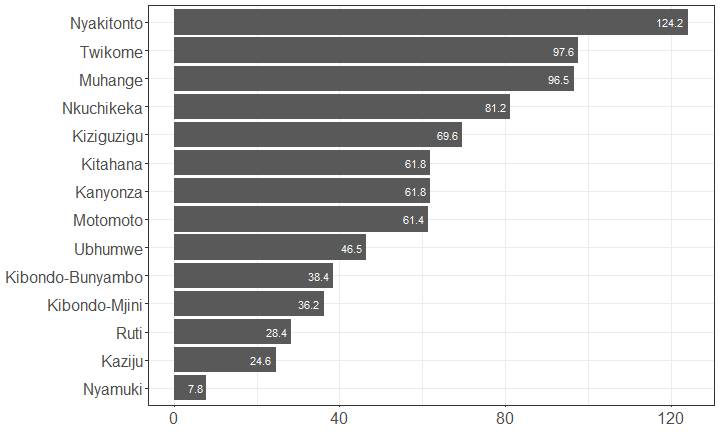 Nyakitonto 124.2
Twikome 97.6
Muhange 96.5
Nkuchikeka 81.2
Kiziguzigu 69.6
Kitahana 61.8
Kanyonza 61.8
Motomoto 61.4
Ubhumwe 46.5
Kibondo-Bunyambo 38.4
Kibondo-Mjini 36.2
Ruti 28.4
Kaziju 24.6
Nyamuki 7.8
0 40 80 120